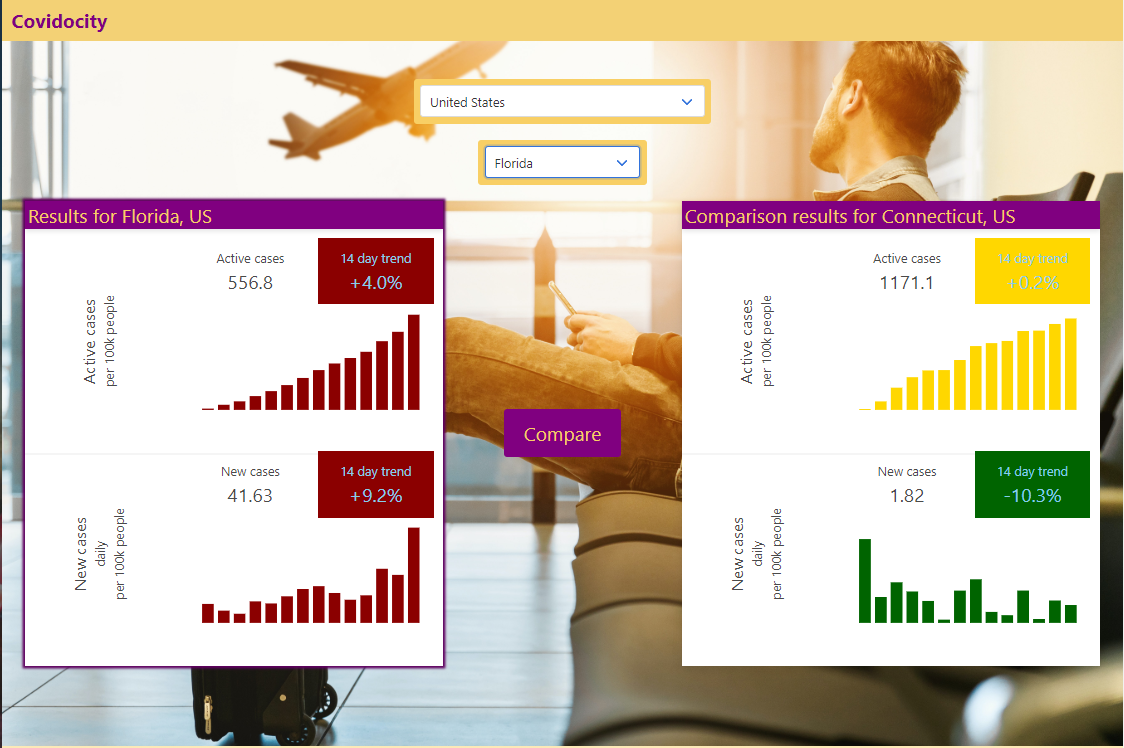 Covidocity
United States
Florida
Results for Florida, US
Active cases
per 100k people
Active cases
556.8
14 day trend
+4.0%
New cases
daily
per 100k people
New cases
41.63
14 day trend
+9.2%
Compare
Comparison results for Connecticut, US
Active cases
per 100k people
Active cases
1171.1
14 day trend
+0.2%
New cases
daily
per 100k people
New cases
1.82
14 day trend
-10.3%